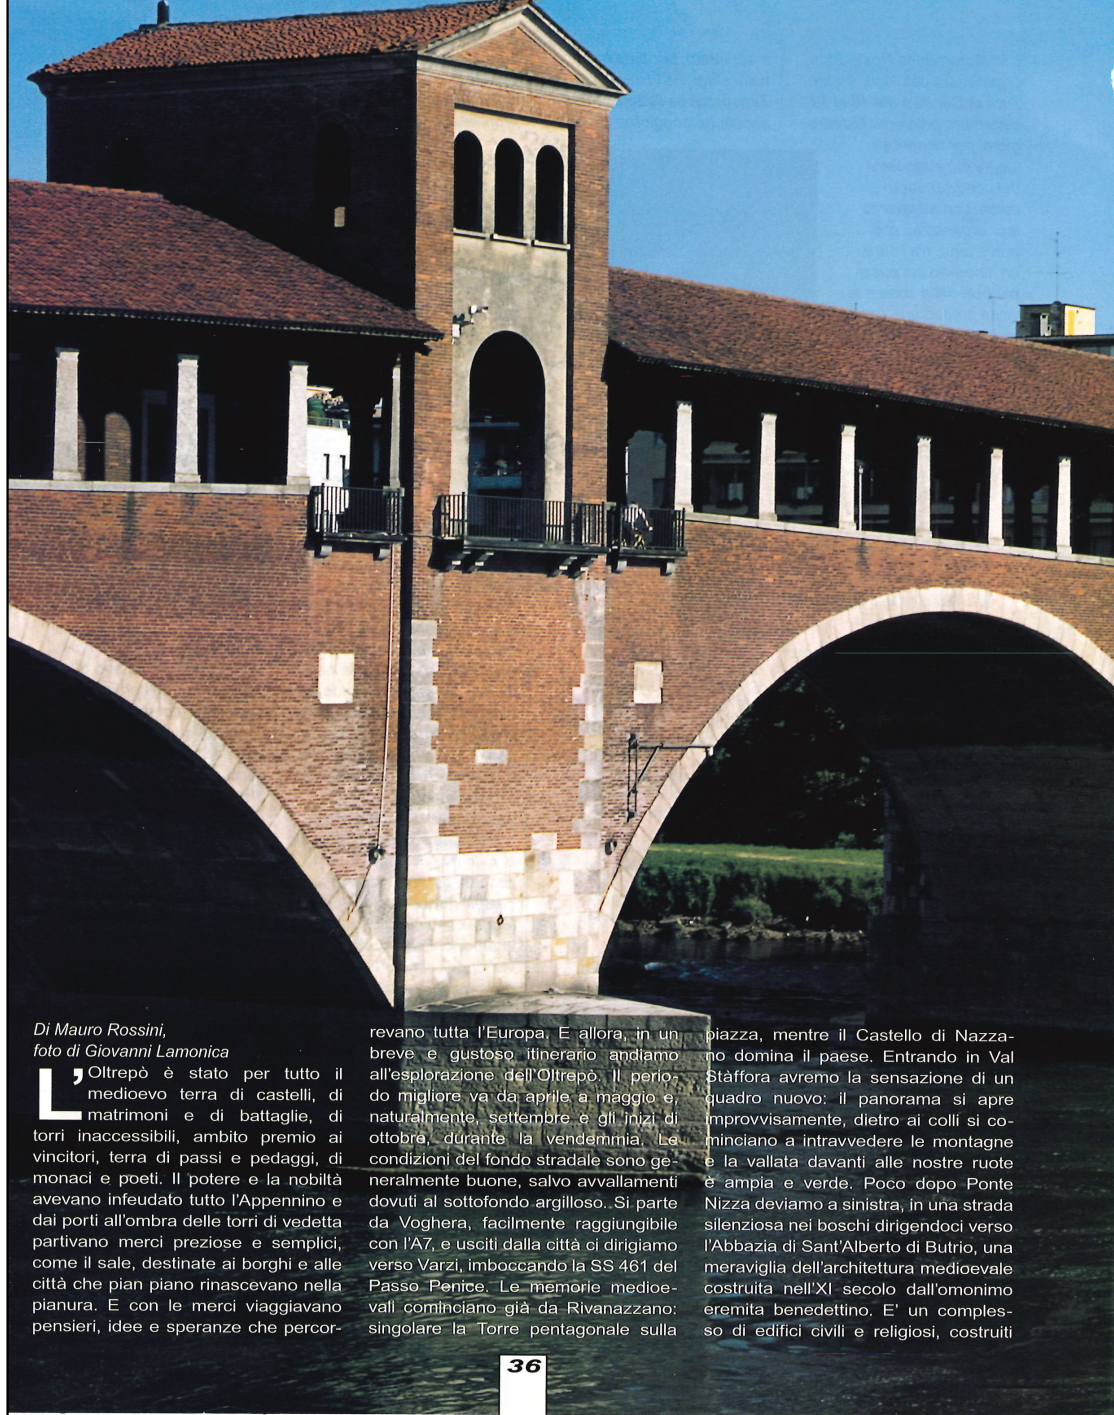 Di Mauro Rossini,
foto di Giovanni Lamonica
L'Oltrepò è stato per tutto il
medioevo terra di castelli, di
matrimoni e di battaglie, di
torri inaccessibili, ambito premio ai
vincitori, terra di passi e pedaggi, di
monaci e poeti. Il potere e la nobiltà
avevano infeudato tutto l'Appennino e
dai porti all'ombra delle torri di vedetta
partivano merci preziose e semplici,
come il sale, destinate ai borghi e alle
città che pian piano rinascevano nella
pianura. E con le merci viaggiavano
pensieri, idee e speranze che percor-
revano tutta l'Europa. E allora, in un
breve e gustoso itinerario andiamo
all'esplorazione dell'Oltrepò. Il perio-
do migliore va da aprile a maggio e,
naturalmente, settembre e gli inizi di
ottobre, durante la vendemmia. Le
condizioni del fondo stradale sono ge-
neralmente buone, salvo avvallamenti
dovuti al sottofondo argilloso. Si parte
da Voghera, facilmente raggiungibile
con l'A7, e usciti dalla città ci dirigiamo
verso Varzi, imboccando la SS 461 del
Passo Penice. Le memorie medioe-
vali cominciano già da Rivanazzano:
singolare la Torre pentagonale sulla
piazza, mentre il Castello di Nazza-
no domina il paese. Entrando in Val
Stàffora avremo la sensazione di un
quadro nuovo: il panorama si apre
improvvisamente, dietro ai colli si co-
minciano a intravvedere le montagne
e la vallata davanti alle nostre ruote
è ampia e verde. Poco dopo Ponte
Nizza deviamo a sinistra, in una strada
silenziosa nei boschi dirigendoci verso
l'Abbazia di Sant'Alberto di Butrio, una
meraviglia dell'architettura medioevale
costruita nell'XI secolo dall'omonimo
eremita benedettino. E' un comples-
so di edifici civili e religiosi, costruiti
36